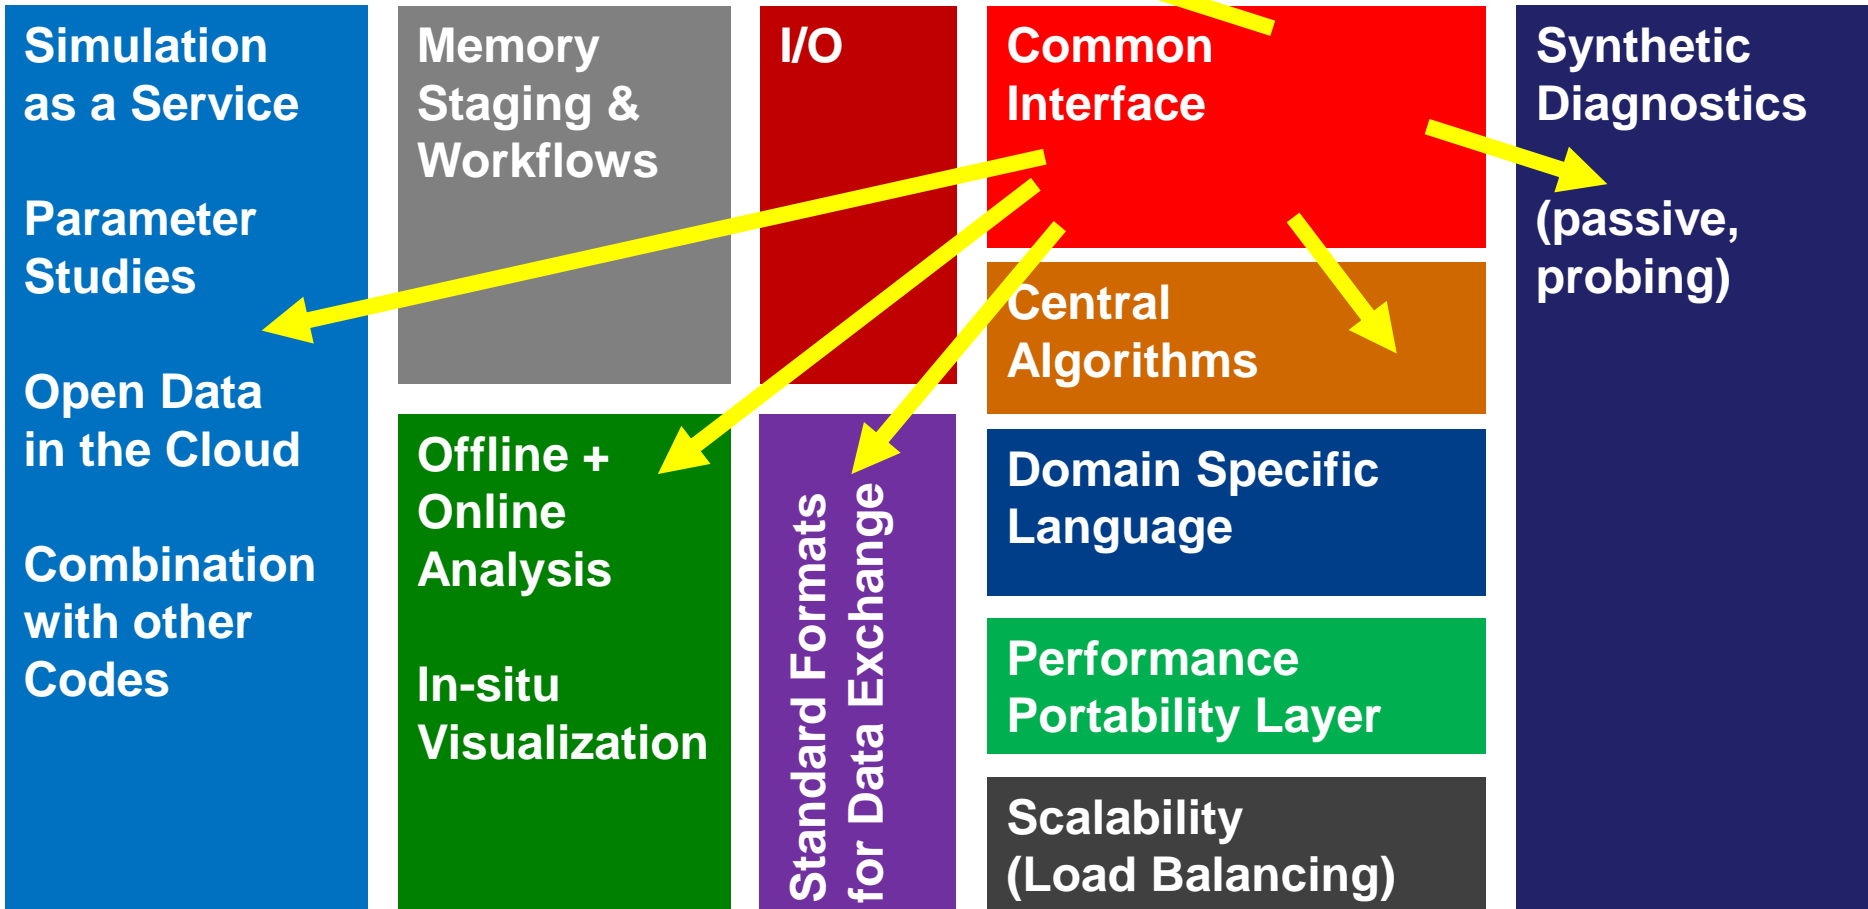 Simulation
as a Service
Parameter
Studies
Open Data
in the Cloud
Combination
with other
Codes
Memory
Staging &
Workflows
Offline +
Online
Analysis
In-situ
Visualization
I/O
Standard Formats
for Data Exchange
Common
Interface
Central
Algorithms
Domain Specific
Language
Performance
Portability Layer
Scalability
(Load Balancing)
Synthetic
Diagnostics
(passive,
probing)